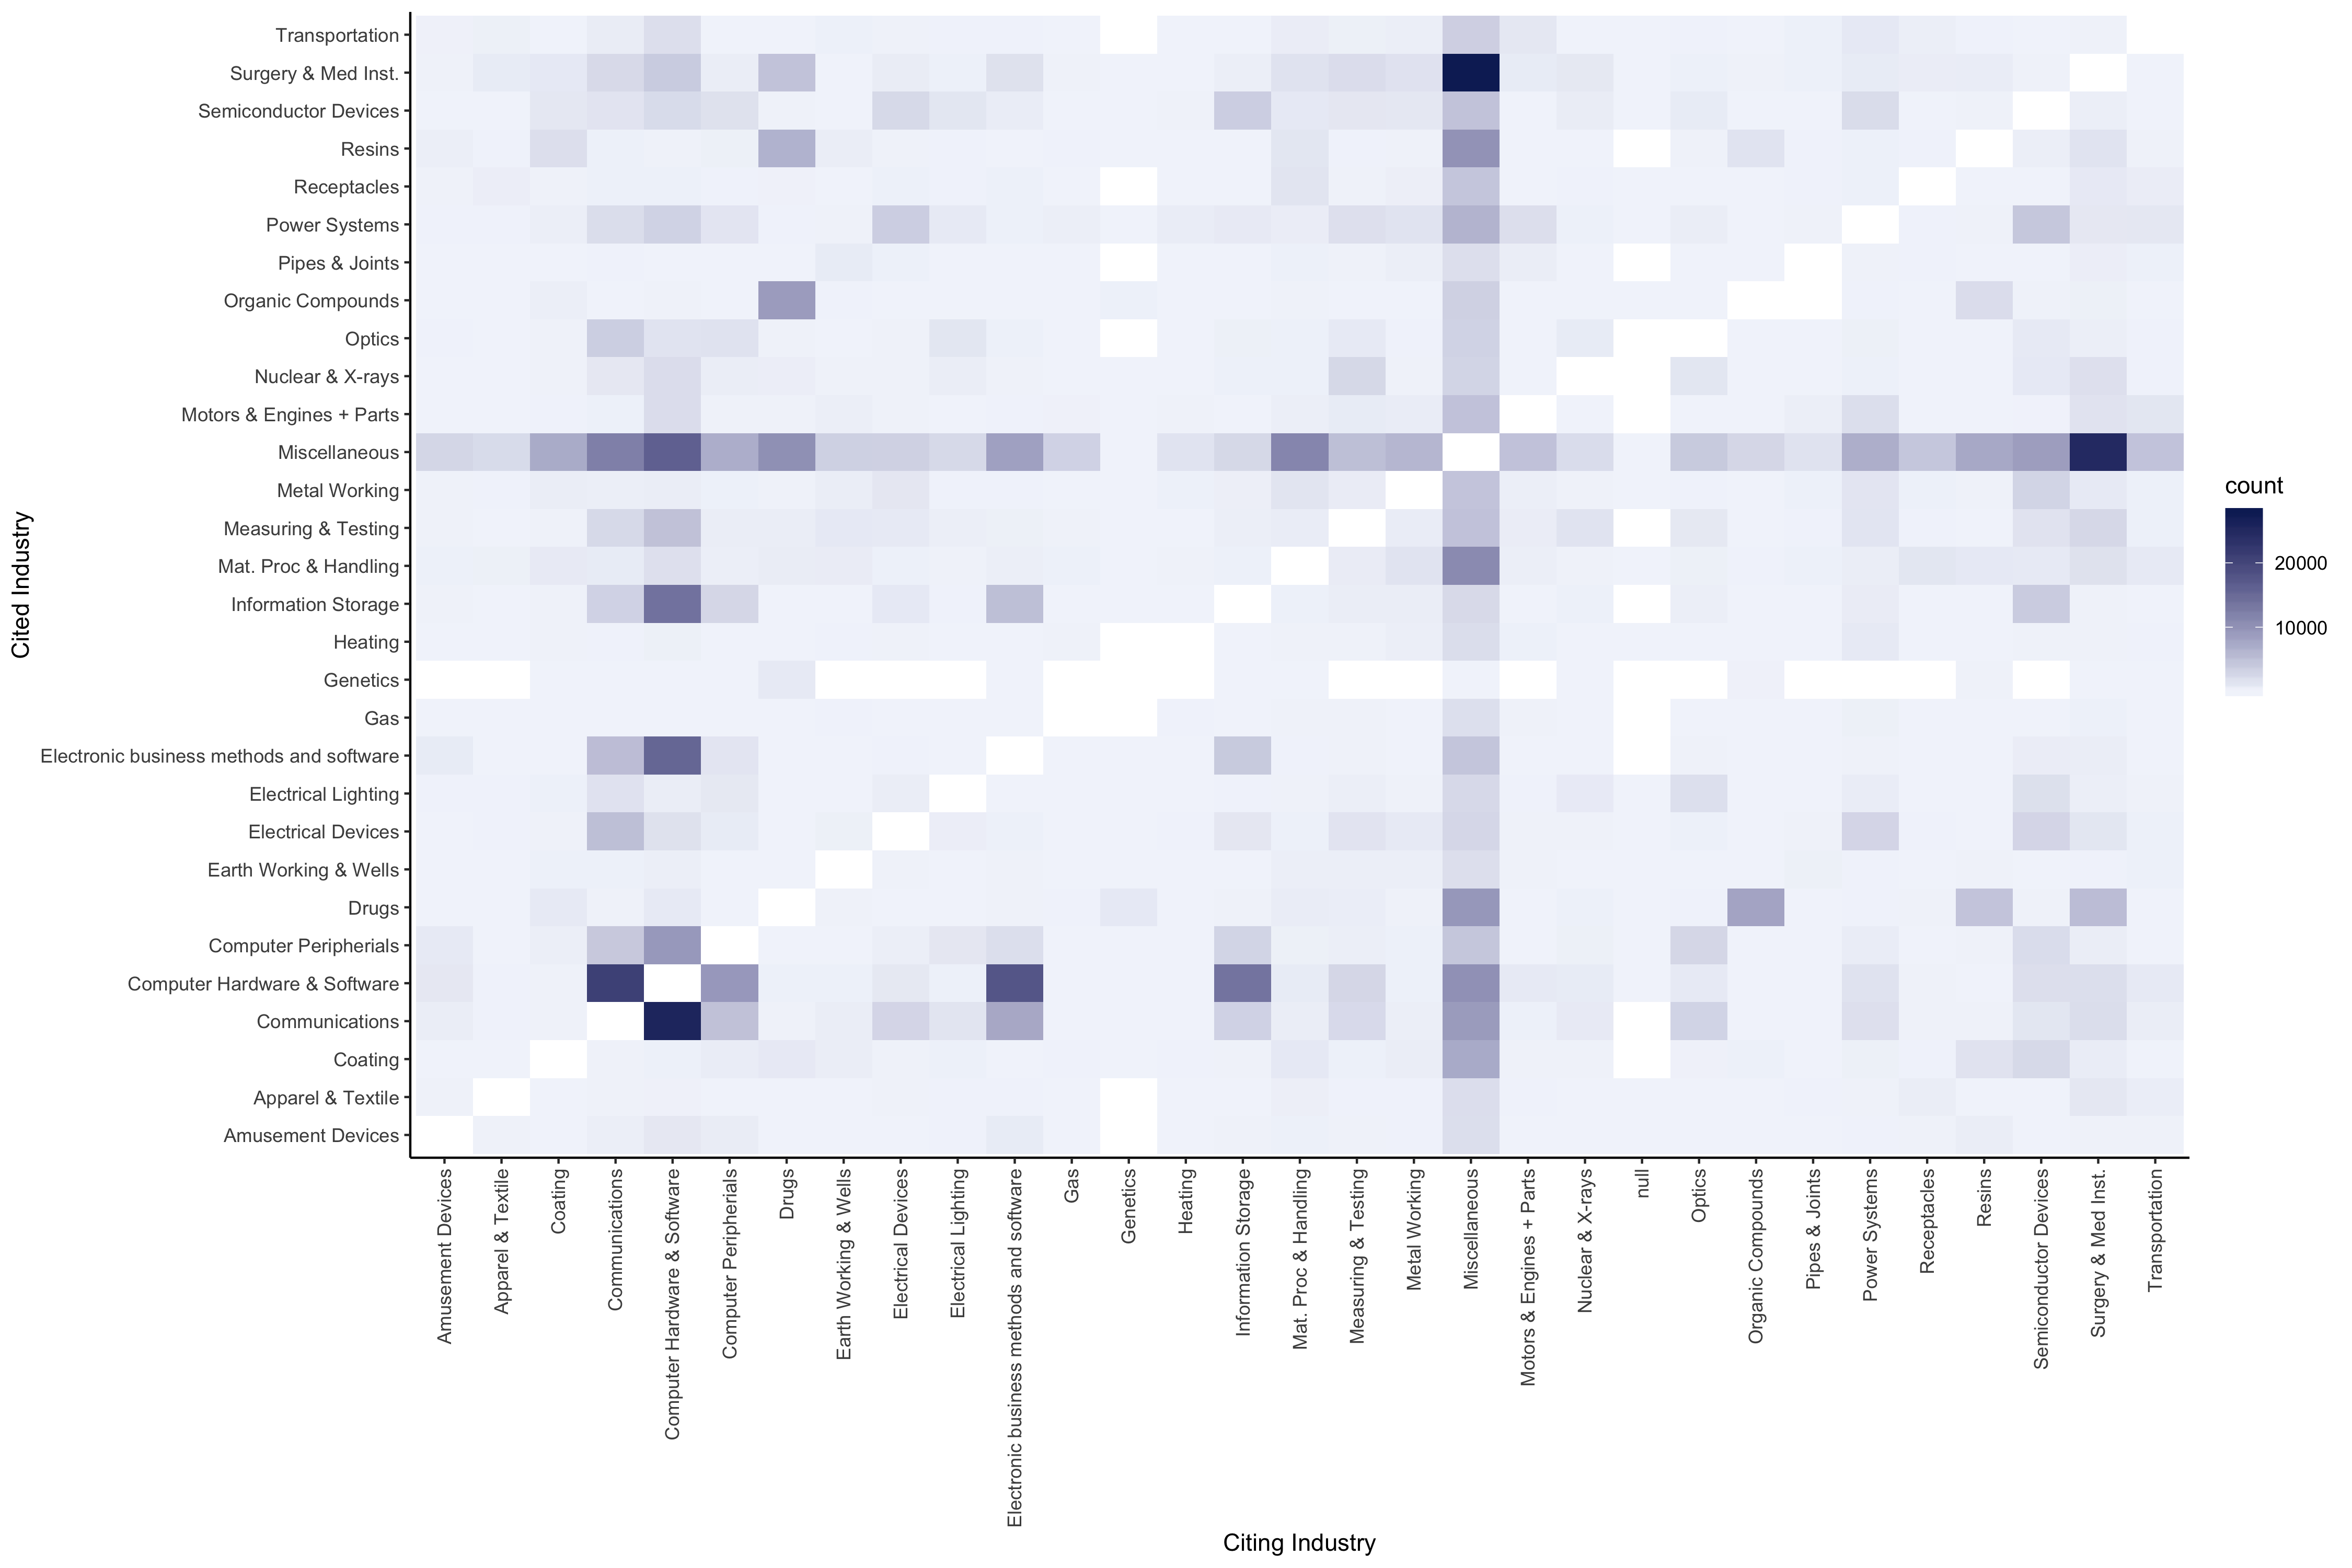 Transportation
Surgery & Med Inst.
Semiconductor Devices
Resins
Receptacles
Power Systems
Pipes & Joints
Organic Compounds
Optics
Nuclear & X-rays
Motors & Engines + Parts
Miscellaneous
Metal Working
Measuring & Testing
Mat. Proc & Handling
Information Storage
Heating
Genetics
Gas
Electronic business methods and software
Electrical Lighting
Electrical Devices
Earth Working & Wells
Drugs
Computer Peripherials
Computer Hardware & Software
Communications
Coating
Apparel & Textile
Amusement Devices
Cited Industry
Amusement Devices
Apparel & Textile
Coating
Communications
Computer Hardware & Software
Computer Peripherials
Drugs
Earth Working & Wells
Electrical Devices
Electrical Lighting
Electronic business methods and software
Gas
Genetics
Heating
Information Storage
Mat. Proc & Handling
Measuring & Testing
Metal Working
Miscellaneous
Motors & Engines + Parts
Nuclear & X-rays
null
Optics
Organic Compounds
Pipes & Joints
Power Systems
Receptacles
Resins
Semiconductor Devices
Surgery & Med Inst.
Transportation
Citing Industry
count
20000
10000